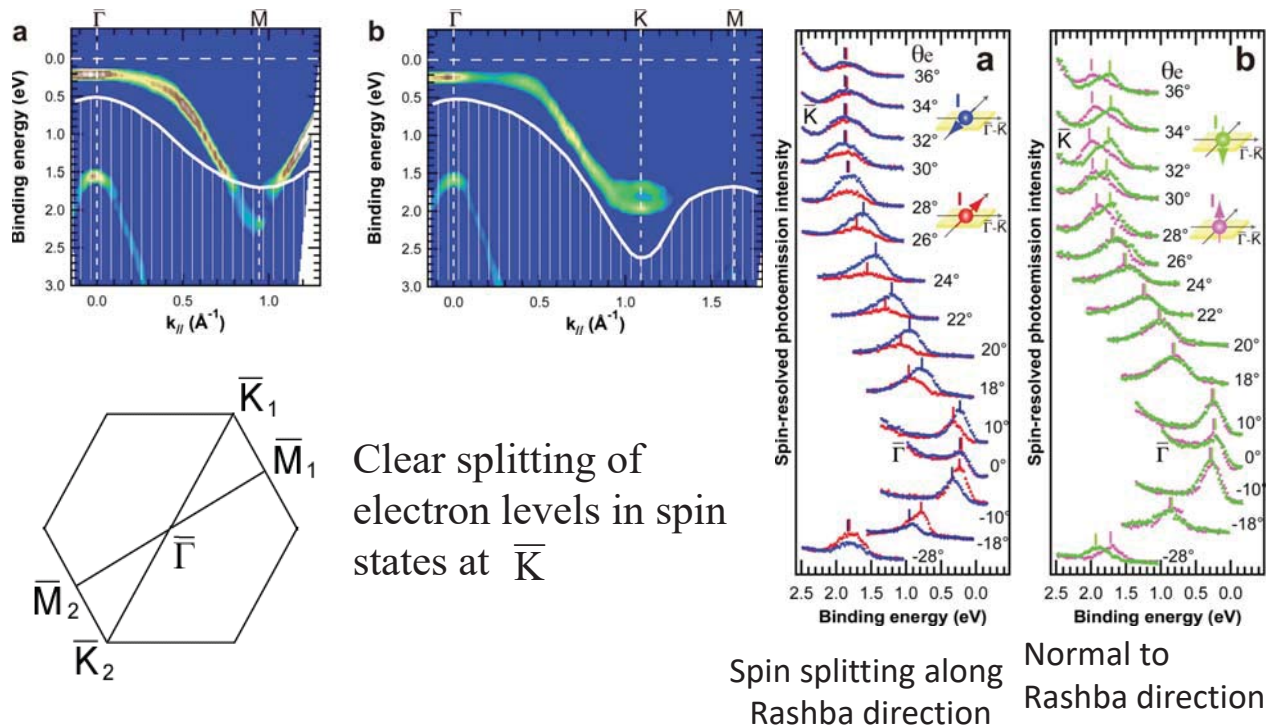 a
Γ̅
M̅
Binding energy (eV)
0.0
0.5
1.0
1.5
2.0
2.5
3.0
0.0
0.5
1.0
k// (Å⁻¹)
b
Γ̅
K̅
M̅
Binding energy (eV)
0.0
0.5
1.0
1.5
2.0
2.5
3.0
0.0
0.5
1.0
1.5
k// (Å⁻¹)
K̅₁
M̅₁
Γ̅
M̅₂
K̅₂
Clear splitting of
electron levels in spin
states at K̅
Spin-resolved photoemission intensity
a
θe
36°
34°
K̅
32°
30°
28°
26°
24°
22°
20°
18°
10°
Γ̅
0°
-10°
-18°
-28°
Γ̅-K̅
Γ̅-K̅
2.5 2.0 1.5 1.0 0.5 0.0
Binding energy (eV)
Spin splitting along
Rashba direction
Spin-resolved photoemission intensity
b
θe
36°
34°
K̅
32°
30°
28°
26°
24°
22°
20°
18°
10°
Γ̅
0°
-10°
-18°
-28°
Γ̅-K̅
Γ̅-K̅
2.5 2.0 1.5 1.0 0.5 0.0
Binding energy (eV)
Normal to
Rashba direction